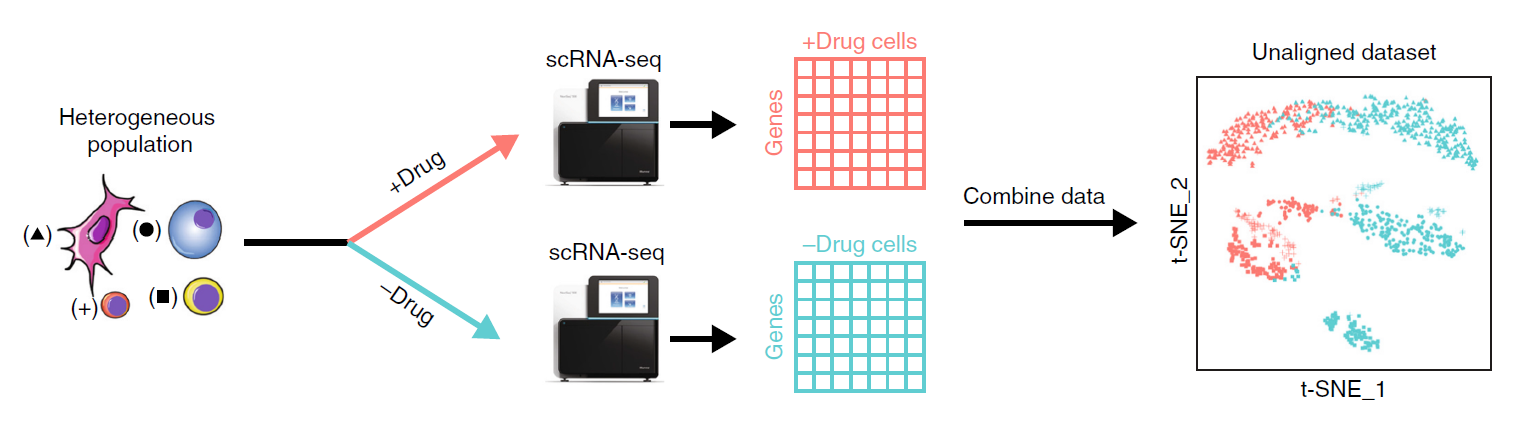 Heterogeneous
population
(▲)
(●)
(+)
(■)
+Drug
–Drug
scRNA-seq
scRNA-seq
+Drug cells
Genes
–Drug cells
Genes
Combine data
Unaligned dataset
t-SNE_2
t-SNE_1